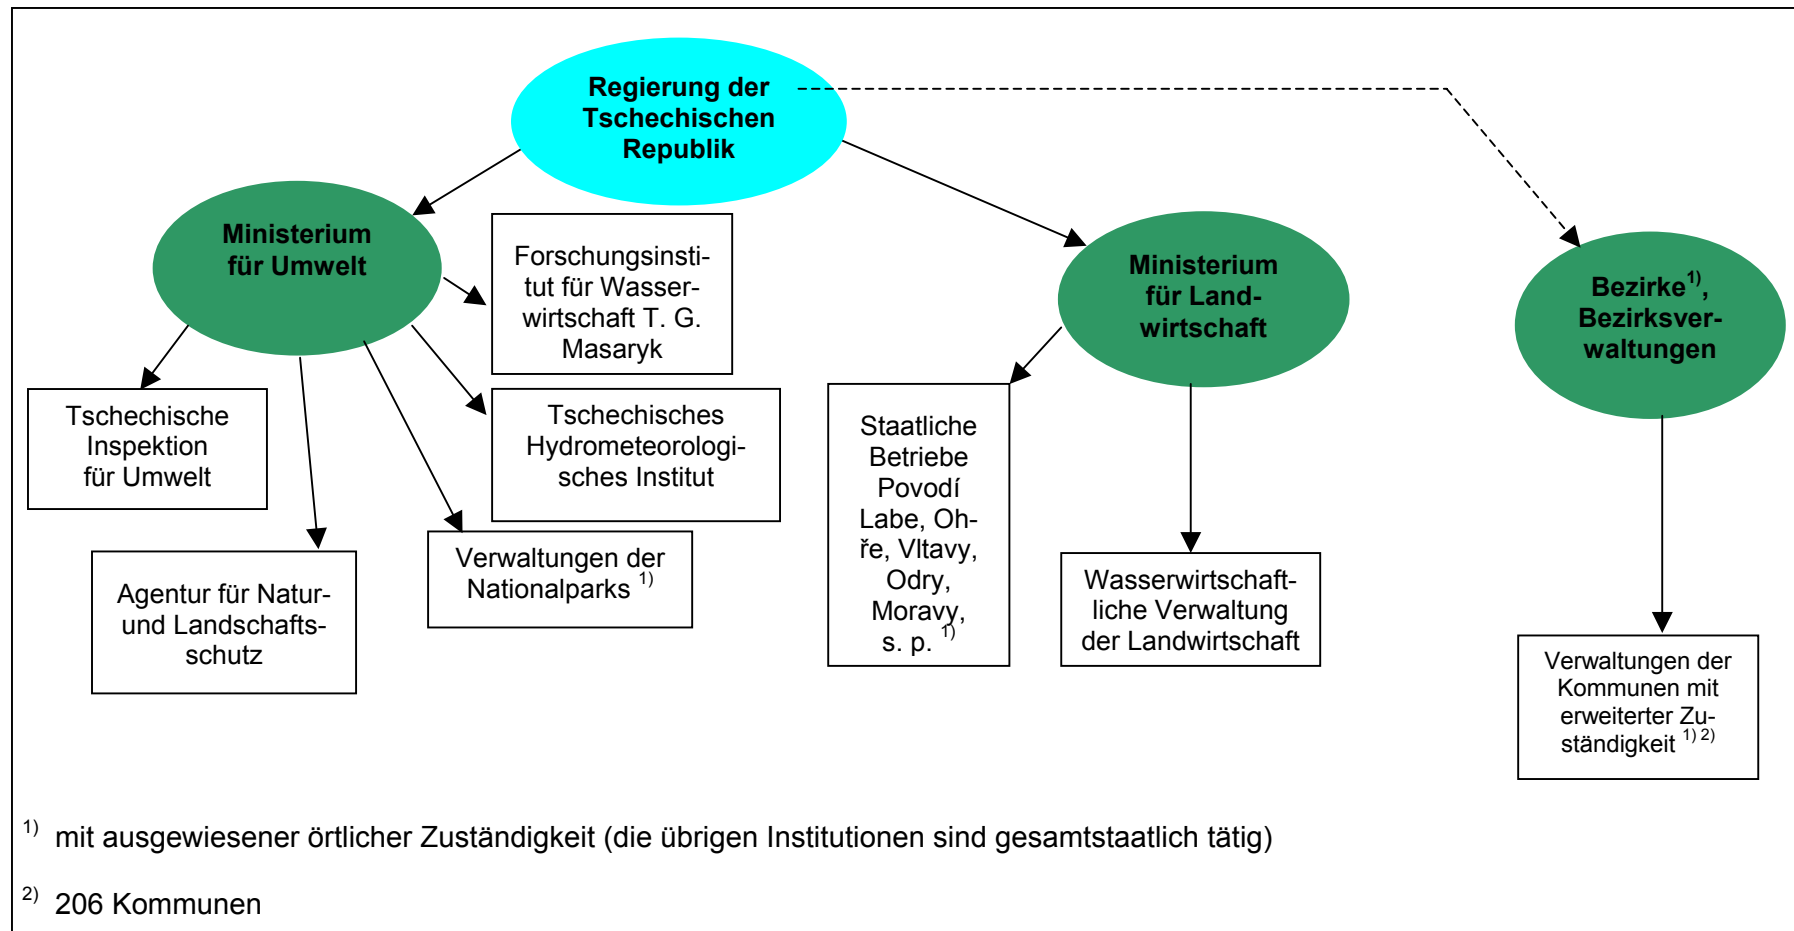 Regierung der
Tschechischen
Republik
Ministerium
für Umwelt
Forschungsinsti-
tut für Wasser-
wirtschaft T. G.
Masaryk
Ministerium
für Land-
wirtschaft
Bezirke1),
Bezirksver-
waltungen
Tschechische
Inspektion
für Umwelt
Tschechisches
Hydrometeorologi-
sches Institut
Staatliche
Betriebe
Povodí
Labe, Oh-
ře, Vltavy,
Odry,
Moravy,
s. p. 1)
Agentur für Natur-
und Landschafts-
schutz
Verwaltungen der
Nationalparks 1)
Wasserwirtschaft-
liche Verwaltung
der Landwirtschaft
Verwaltungen der
Kommunen mit
erweiterter Zu-
ständigkeit 1) 2)
1) mit ausgewiesener örtlicher Zuständigkeit (die übrigen Institutionen sind gesamtstaatlich tätig)
2) 206 Kommunen